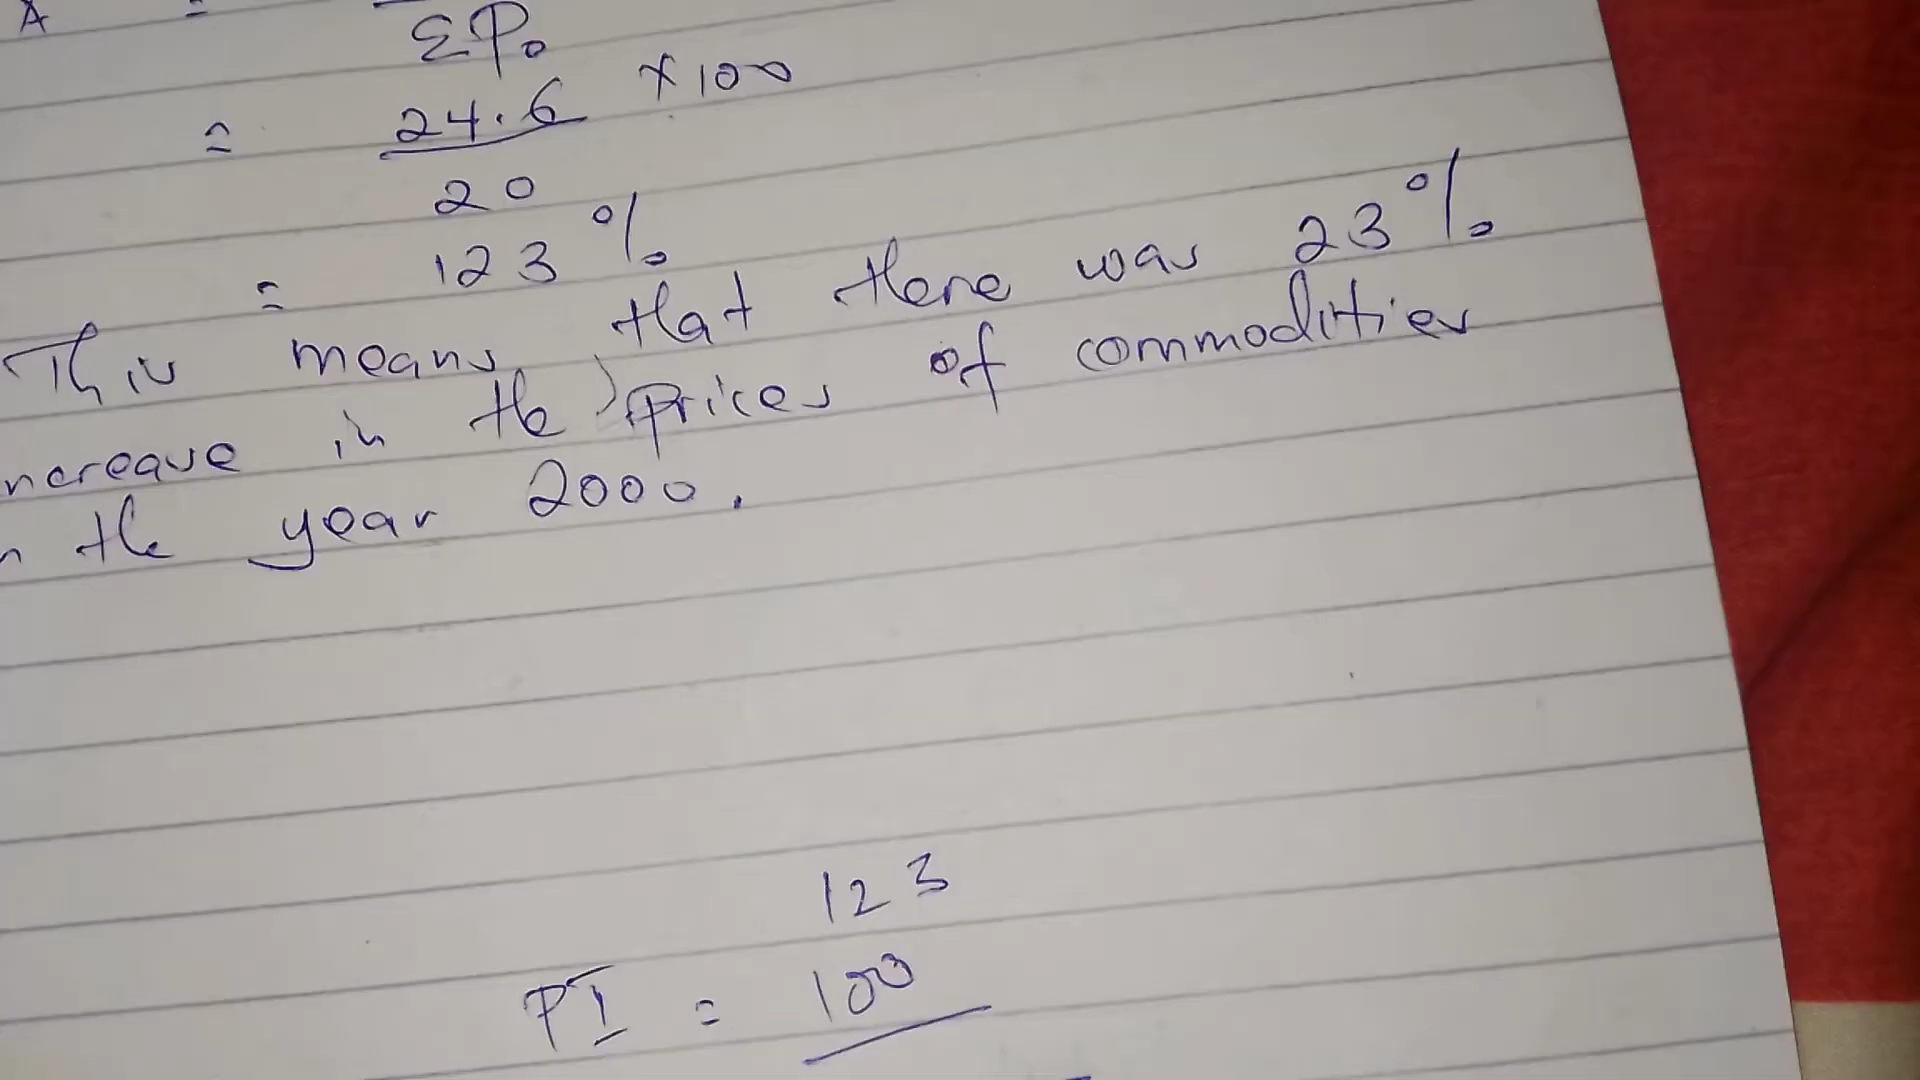 A =
ΣP₀
= 24.6 × 100
20
= 123 %
This means that there was 23%
ncrease in the prices of commodities
n the year 2000.
123
PI = 100